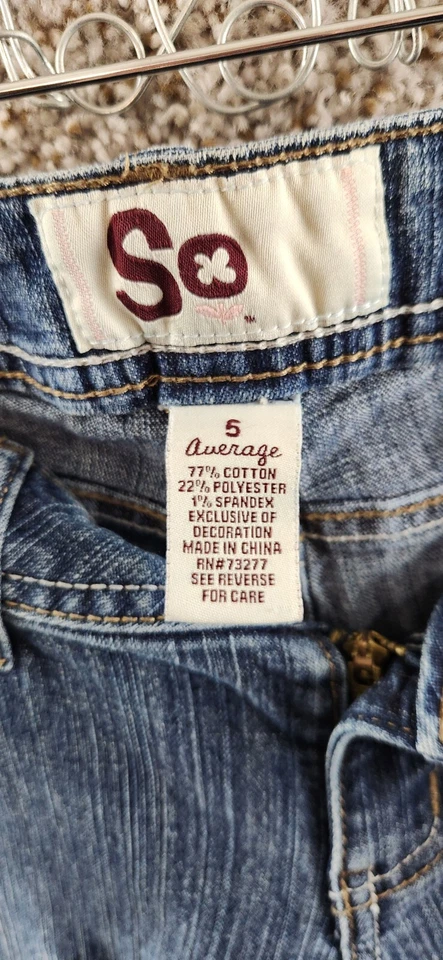 So
™
5
Average
77% COTTON
22% POLYESTER
1% SPANDEX
EXCLUSIVE OF
DECORATION
MADE IN CHINA
RN#73277
SEE REVERSE
FOR CARE